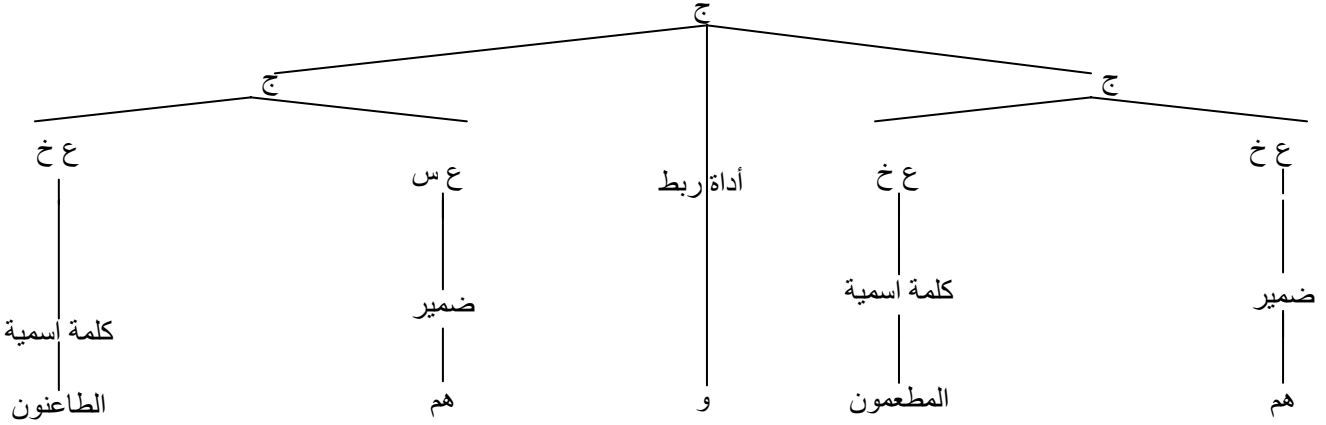 ج
ج ج
ع خ ع خ ع س ع خ
أداة ربط
ضمير كلمة اسمية ضمير كلمة اسمية
هم المطعمون و هم الطاعنون